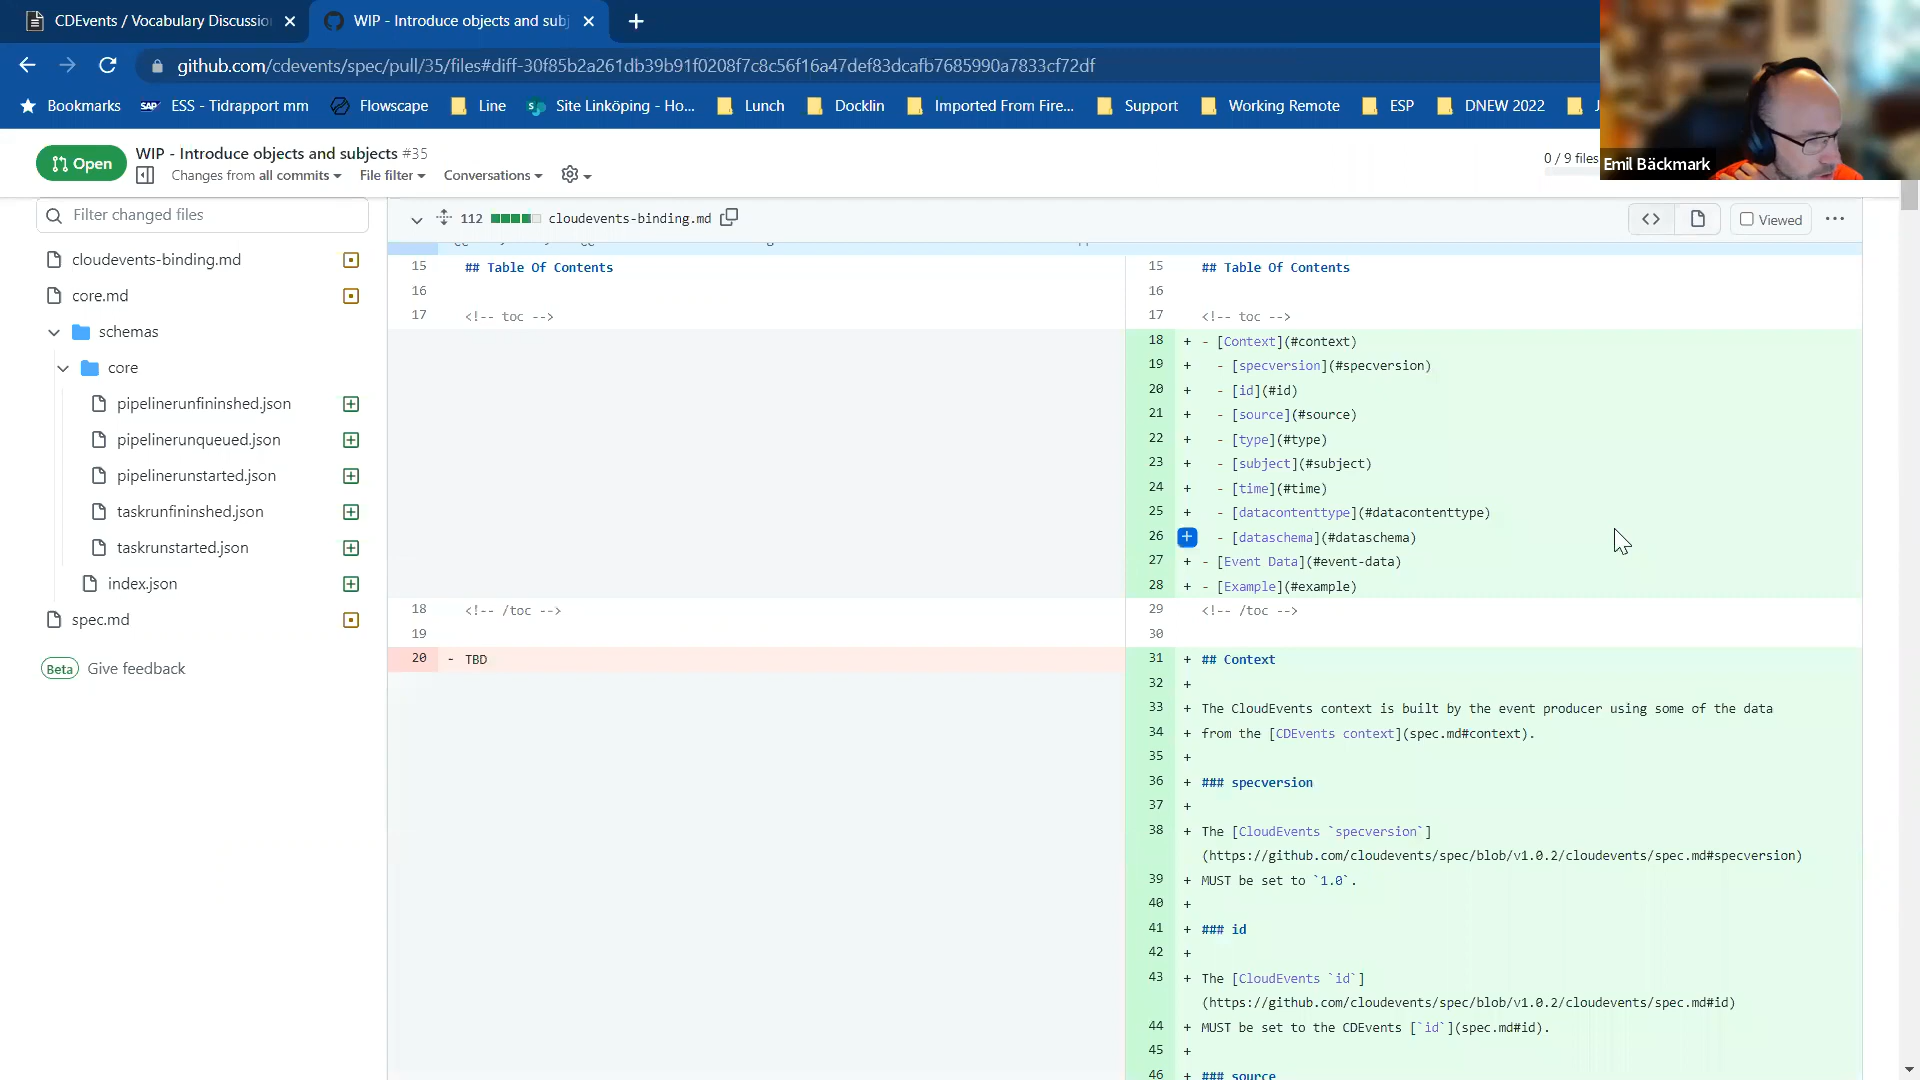 CDEvents / Vocabulary Discussio
WIP - Introduce objects and subj
github.com/cdevents/spec/pull/35/files#diff-30f85b2a261db39b91f0208f7c8c56f16a47def83dcafb7685990a7833cf72df
Bookmarks SAP ESS - Tidrapport mm Flowscape Line Site Linköping - Ho... Lunch Docklin Imported From Fire... Support Working Remote ESP DNEW 2022 J
Emil Bäckmark
Open
WIP - Introduce objects and subjects #35
Changes from all commits File filter Conversations
0 / 9 files
Filter changed files
cloudevents-binding.md
core.md
schemas
core
pipelinerunfininshed.json
pipelinerunqueued.json
pipelinerunstarted.json
taskrunfininshed.json
taskrunstarted.json
index.json
spec.md
Beta Give feedback
112 cloudevents-binding.md
Viewed
15 ## Table Of Contents
16
17 <!-- toc -->
18 <!-- /toc -->
19
20 - TBD
15 ## Table Of Contents
16
17 <!-- toc -->
18 + - [Context](#context)
19 + - [specversion](#specversion)
20 + - [id](#id)
21 + - [source](#source)
22 + - [type](#type)
23 + - [subject](#subject)
24 + - [time](#time)
25 + - [datacontenttype](#datacontenttype)
26 + - [dataschema](#dataschema)
27 + - [Event Data](#event-data)
28 + - [Example](#example)
29 <!-- /toc -->
30
31 + ## Context
32 +
33 + The CloudEvents context is built by the event producer using some of the data
34 + from the [CDEvents context](spec.md#context).
35 +
36 + ### specversion
37 +
38 + The [CloudEvents `specversion`]
(https://github.com/cloudevents/spec/blob/v1.0.2/cloudevents/spec.md#specversion)
39 + MUST be set to `1.0`.
40 +
41 + ### id
42 +
43 + The [CloudEvents `id`]
(https://github.com/cloudevents/spec/blob/v1.0.2/cloudevents/spec.md#id)
44 + MUST be set to the CDEvents [`id`](spec.md#id).
45 +
46 + ### source